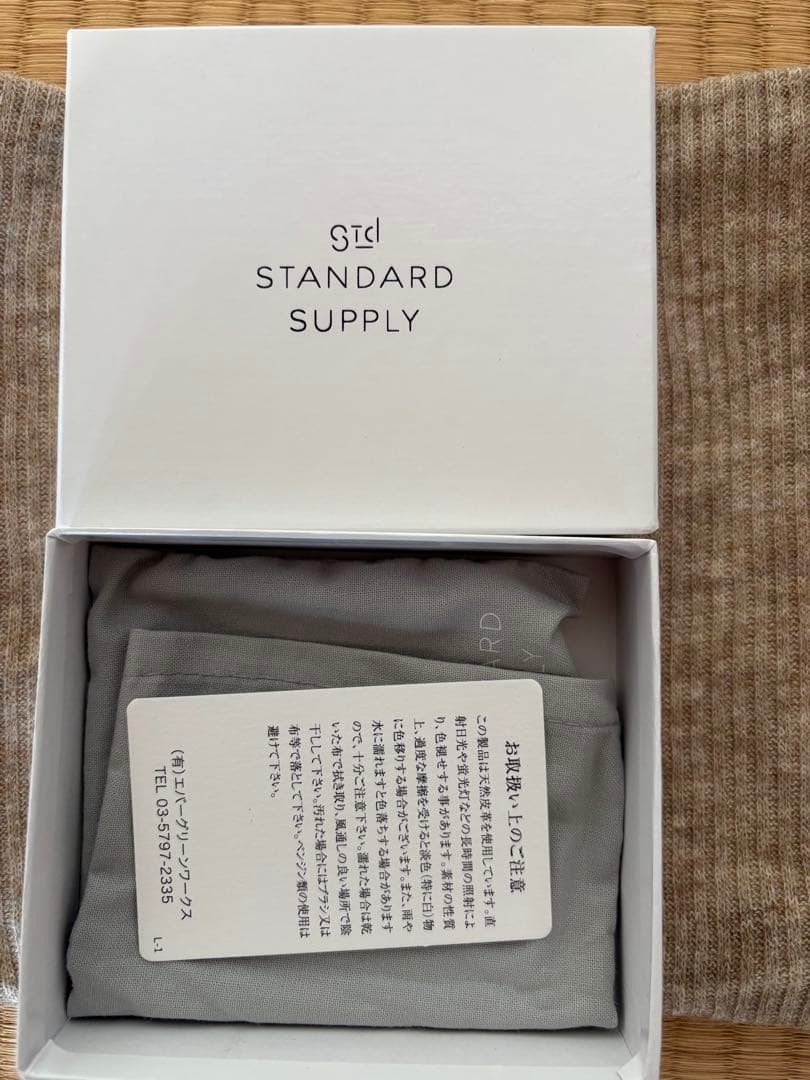 std
STANDARD
SUPPLY
ARD
LY
お取扱い上のご注意
この製品は天然皮革を使用しています。直
射日光や蛍光灯などの長時間の照射によ
り、色褪せする事があります。素材の性質
上、過度な摩擦を受けると淡色(特に白)物
に色移りする場合がございます。また、雨や
水に濡れますと色落ちする場合があります
ので、十分ご注意下さい。濡れた場合は乾
いた布で拭き取り、風通しの良い場所で陰
干しして下さい。汚れた場合にはブラシ又は
布等で落として下さい。ベンジン類の使用は
避けて下さい。
(有)エバーグリーンワークス
TEL 03-5797-2335
L-1